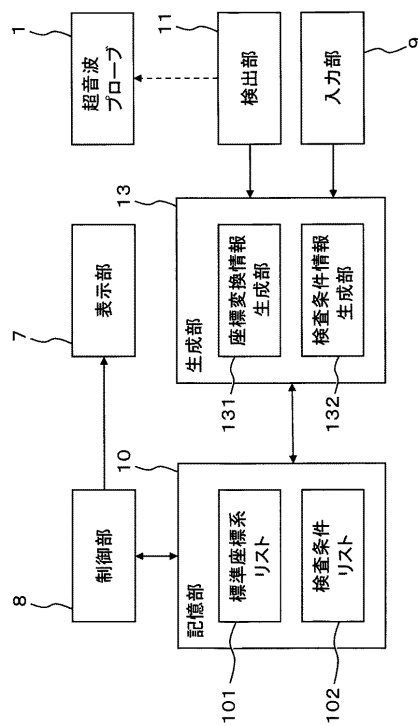 1
超音波
プローブ
11
検出部
9
入力部
7
表示部
13
生成部
座標変換情報
生成部
131
検査条件情報
生成部
132
8
制御部
10
記憶部
標準座標系
リスト
101
検査条件
リスト
102